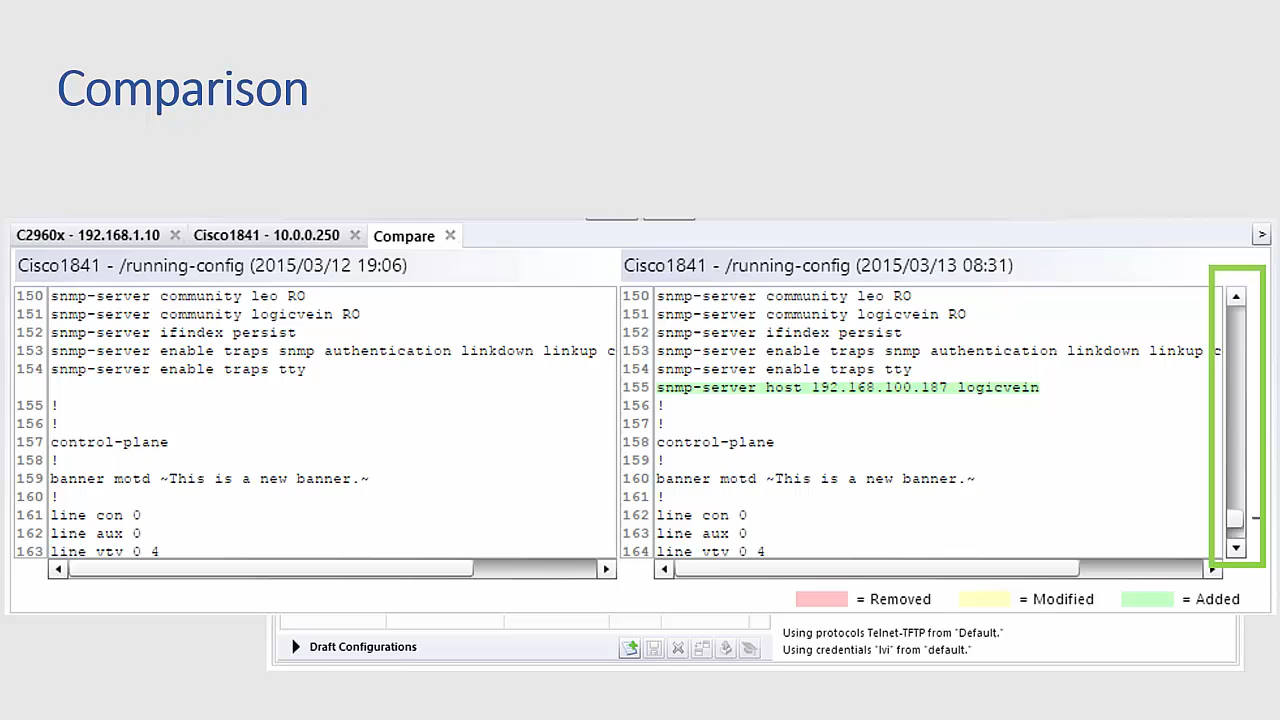 Comparison
C2960x - 192.168.1.10 Cisco1841 - 10.0.0.250 Compare
>
Cisco1841 - /running-config (2015/03/12 19:06)
150 snmp-server community leo RO
151 snmp-server community logicvein RO
152 snmp-server ifindex persist
153 snmp-server enable traps snmp authentication linkdown linkup c
154 snmp-server enable traps tty
155 !
156 !
157 control-plane
158 !
159 banner motd ~This is a new banner.~
160 !
161 line con 0
162 line aux 0
163 line vty 0 4
Cisco1841 - /running-config (2015/03/13 08:31)
150 snmp-server community leo RO
151 snmp-server community logicvein RO
152 snmp-server ifindex persist
153 snmp-server enable traps snmp authentication linkdown linkup c
154 snmp-server enable traps tty
155 snmp-server host 192.168.100.187 logicvein
156 !
157 !
158 control-plane
159 !
160 banner motd ~This is a new banner.~
161 !
162 line con 0
163 line aux 0
164 line vty 0 4
= Removed = Modified = Added
Draft Configurations
Using protocols Telnet-TFTP from "Default."
Using credentials "lvi" from "default."